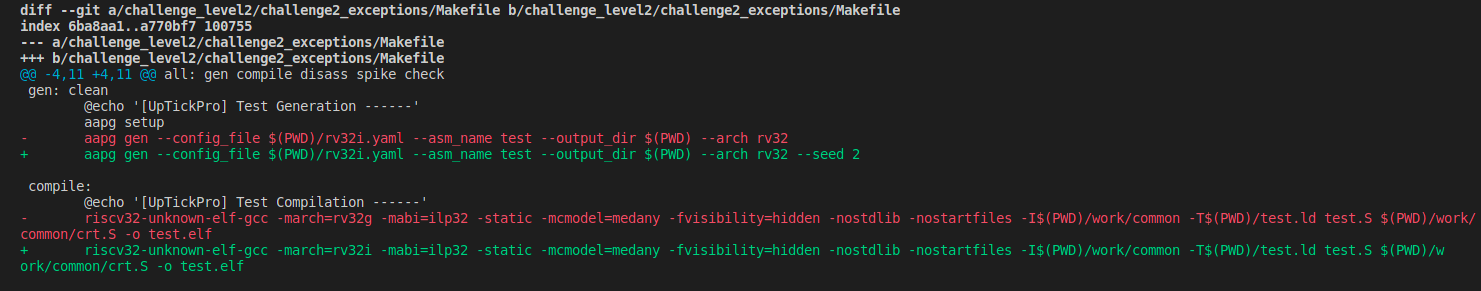 diff --git a/challenge_level2/challenge2_exceptions/Makefile b/challenge_level2/challenge2_exceptions/Makefile
index 6ba8aa1..a770bf7 100755
--- a/challenge_level2/challenge2_exceptions/Makefile
+++ b/challenge_level2/challenge2_exceptions/Makefile
@@ -4,11 +4,11 @@ all: gen compile disass spike check
 gen: clean
        @echo '[UpTickPro] Test Generation ------'
        aapg setup
-       aapg gen --config_file $(PWD)/rv32i.yaml --asm_name test --output_dir $(PWD) --arch rv32
+       aapg gen --config_file $(PWD)/rv32i.yaml --asm_name test --output_dir $(PWD) --arch rv32 --seed 2
 compile:
        @echo '[UpTickPro] Test Compilation ------'
-       riscv32-unknown-elf-gcc -march=rv32g -mabi=ilp32 -static -mcmodel=medany -fvisibility=hidden -nostdlib -nostartfiles -I$(PWD)/work/common -T$(PWD)/test.ld test.S $(PWD)/work/
common/crt.S -o test.elf
+       riscv32-unknown-elf-gcc -march=rv32i -mabi=ilp32 -static -mcmodel=medany -fvisibility=hidden -nostdlib -nostartfiles -I$(PWD)/work/common -T$(PWD)/test.ld test.S $(PWD)/w
ork/common/crt.S -o test.elf